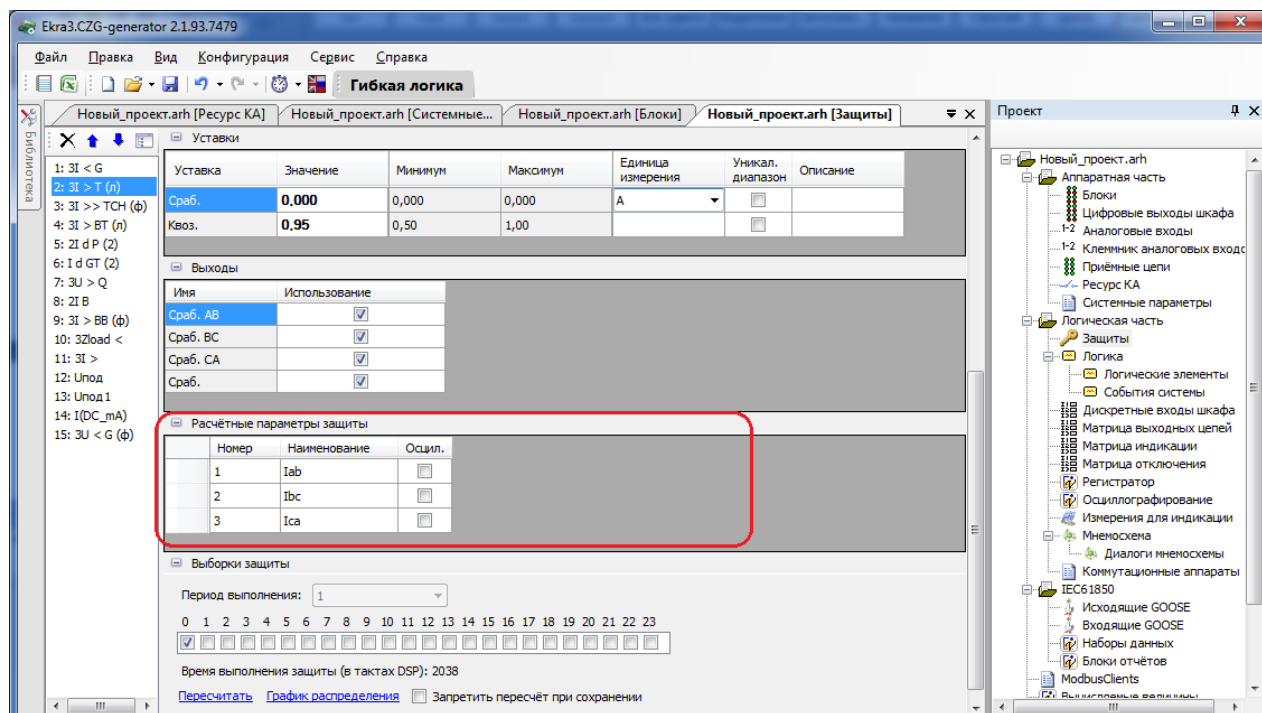 Ekra3.CZG-generator 2.1.93.7479
Файл Правка Вид Конфигурация Сервис Справка
Гибкая логика
Новый_проект.arh [Ресурс КА] Новый_проект.arh [Системные... Новый_проект.arh [Блоки] Новый_проект.arh [Защиты]
Библиотека
1: 3I < G
2: 3I > T (л)
3: 3I >> ТСН (ф)
4: 3I > ВТ (л)
5: 2I d P (2)
6: I d GT (2)
7: 3U > Q
8: 2I B
9: 3I > BB (ф)
10: 3Zload <
11: 3I >
12: Uпод
13: Uпод1
14: I(DC_mA)
15: 3U < G (ф)
Уставки
Уставка Значение Минимум Максимум Единица измерения Уникал. диапазон Описание
Сраб. 0,000 0,000 0,000 А
Квоз. 0,95 0,50 1,00
Выходы
Имя Использование
Сраб. АВ
Сраб. ВС
Сраб. СА
Сраб.
Расчётные параметры защиты
Номер Наименование Осцил.
1 Iab
2 Ibc
3 Ica
Выборки защиты
Период выполнения: 1
0 1 2 3 4 5 6 7 8 9 10 11 12 13 14 15 16 17 18 19 20 21 22 23
Время выполнения защиты (в тактах DSP): 2038
Пересчитать График распределения Запретить пересчёт при сохранении
Проект
Новый_проект.arh
Аппаратная часть
Блоки
Цифровые выходы шкафа
1-2 Аналоговые входы
1-2 Клеммник аналоговых входо
Приёмные цепи
Ресурс КА
Системные параметры
Логическая часть
Защиты
Логика
Логические элементы
События системы
Дискретные входы шкафа
Матрица выходных цепей
Матрица индикации
Матрица отключения
Регистратор
Осциллографирование
Измерения для индикации
Мнемосхема
Диалоги мнемосхемы
Коммутационные аппараты
IEC61850
Исходящие GOOSE
Входящие GOOSE
Наборы данных
Блоки отчётов
ModbusClients
Вычисляемые величины